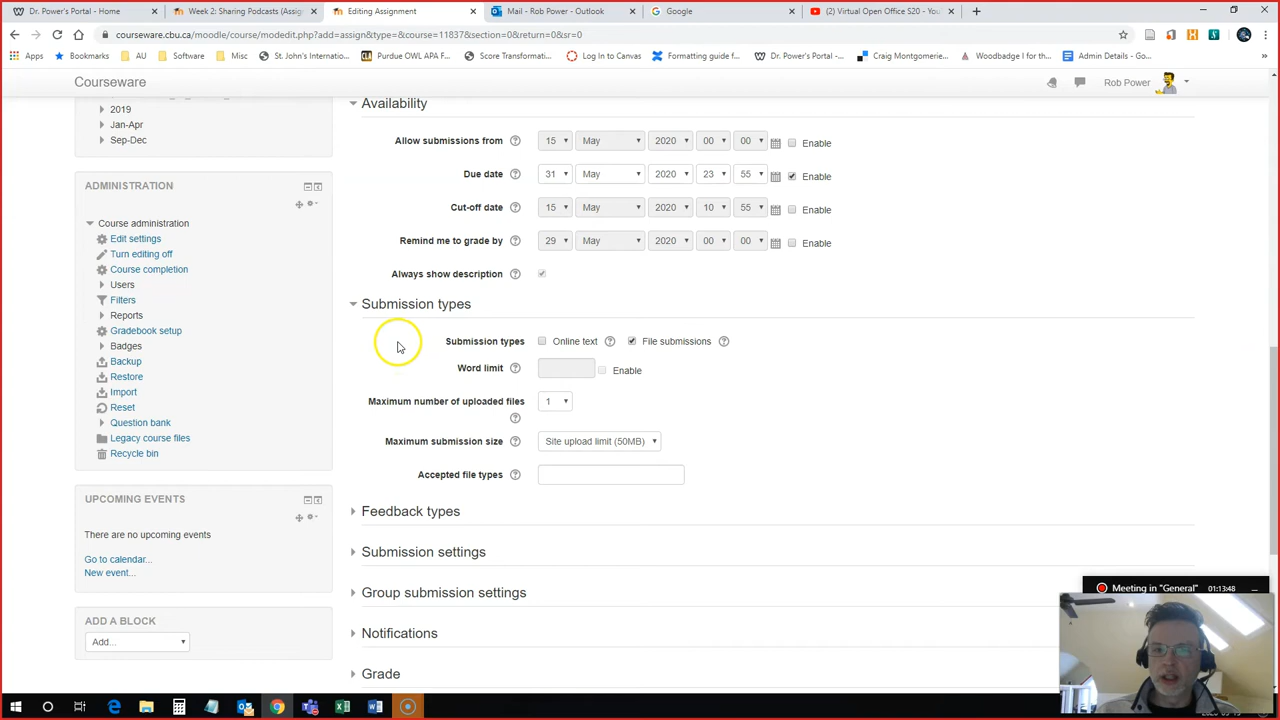 Dr. Power's Portal - Home
Week 2: Sharing Podcasts (Assig
Editing Assignment
Mail - Rob Power - Outlook
Google
(2) Virtual Open Office S20 - Yo
courseware.cbu.ca/moodle/course/modedit.php?add=assign&type=&course=11837&section=0&return=0&sr=0
Apps
Bookmarks
AU
Software
Misc
St. John's Internatio...
Purdue OWL APA F...
Score Transformatio...
Log In to Canvas
Formatting guide f...
Dr. Power's Porta...
Craig Montgomerie...
Woodbadge I for th...
Admin Details - Go...
Courseware
Rob Power
2019
Jan-Apr
Sep-Dec
ADMINISTRATION
Course administration
Edit settings
Turn editing off
Course completion
Users
Filters
Reports
Gradebook setup
Badges
Backup
Restore
Import
Reset
Question bank
Legacy course files
Recycle bin
UPCOMING EVENTS
There are no upcoming events
Go to calendar...
New event...
ADD A BLOCK
Add...
Availability
Allow submissions from 15 May 2020 00 00 Enable
Due date 31 May 2020 23 55 Enable
Cut-off date 15 May 2020 10 55 Enable
Remind me to grade by 29 May 2020 00 00 Enable
Always show description
Submission types
Submission types Online text File submissions
Word limit Enable
Maximum number of uploaded files 1
Maximum submission size Site upload limit (50MB)
Accepted file types
Feedback types
Submission settings
Group submission settings
Notifications
Grade
Meeting in "General" 01:13:48